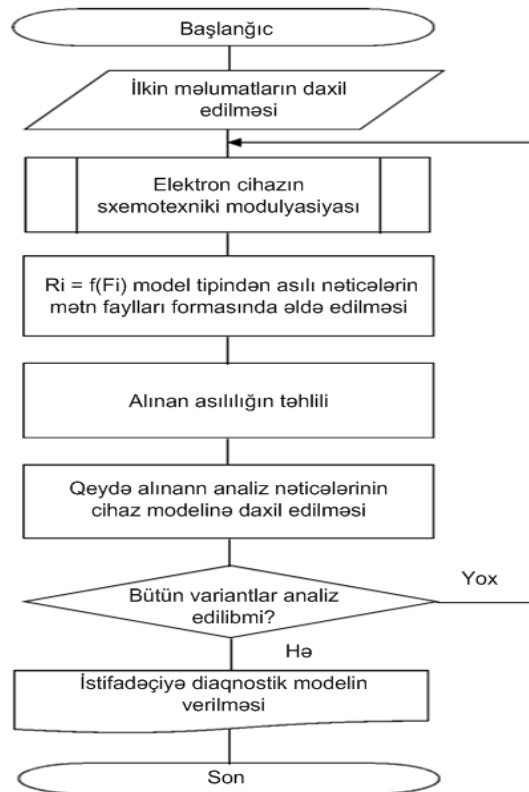 Başlanğıc
İlkin məlumatların daxil
edilməsi
Elektron cihazın
sxemotexniki modulyasiyası
Ri = f(Fi) model tipindən asılı nəticələrin
mətn faylları formasında əldə edilməsi
Alınan asılılığın təhlili
Qeydə alınann analiz nəticələrinin
cihaz modelinə daxil edilməsi
Bütün variantlar analiz
edilibmi?
Yox
Hə
İstifadəçiyə diaqnostik modelin
verilməsi
Son